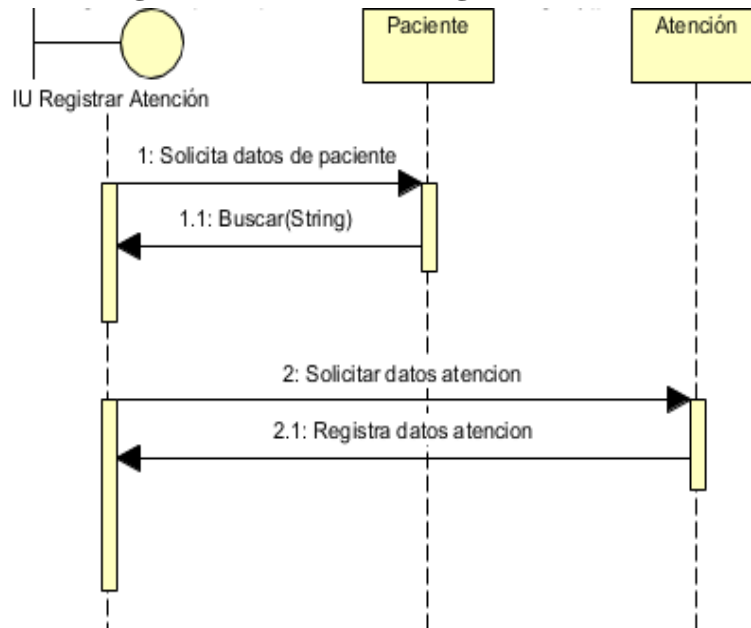 Paciente
Atención
IU Registrar Atención
1: Solicita datos de paciente
1.1: Buscar(String)
2: Solicitar datos atencion
2.1: Registra datos atencion